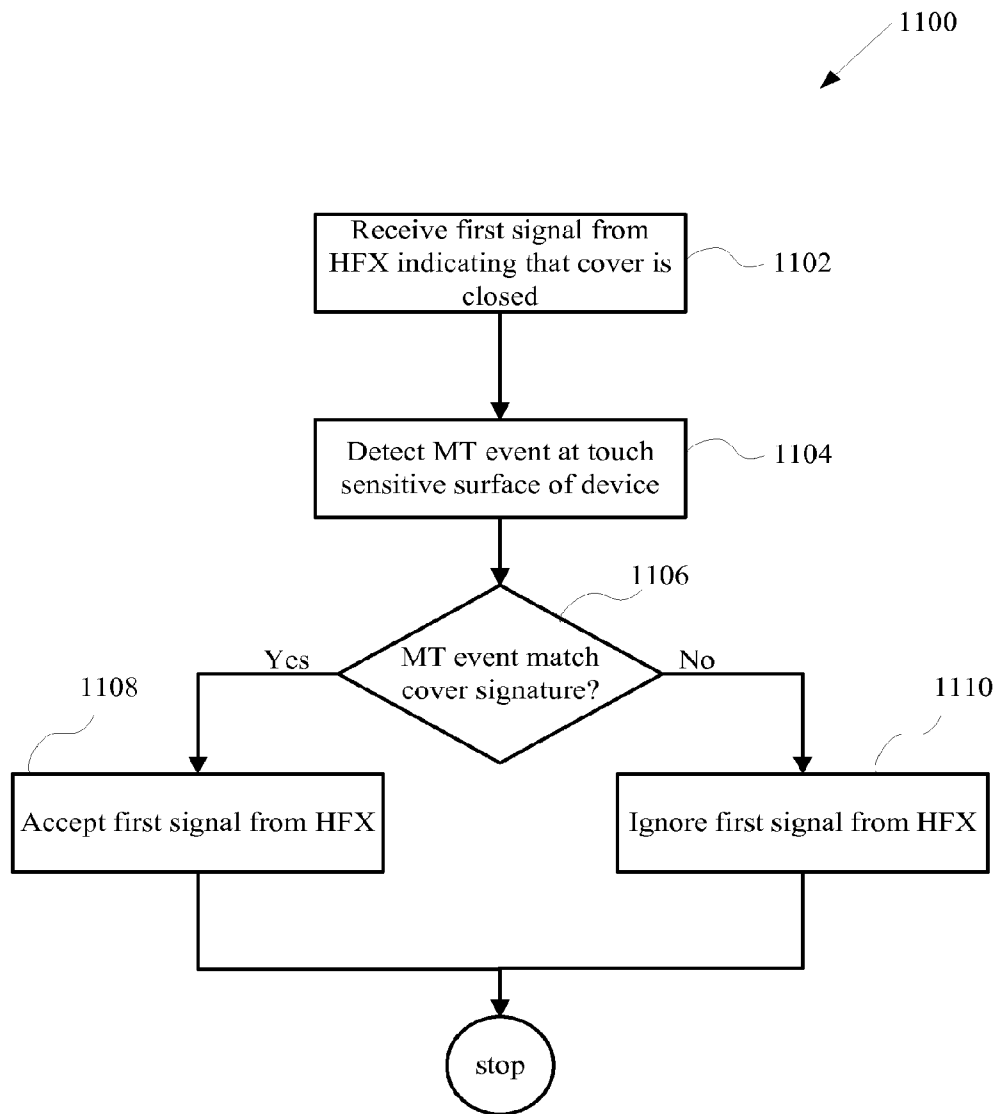 1100
Receive first signal from
HFX indicating that cover is
closed
1102
Detect MT event at touch
sensitive surface of device
1104
1106
Yes
MT event match
cover signature?
No
1108
1110
Accept first signal from HFX
Ignore first signal from HFX
stop